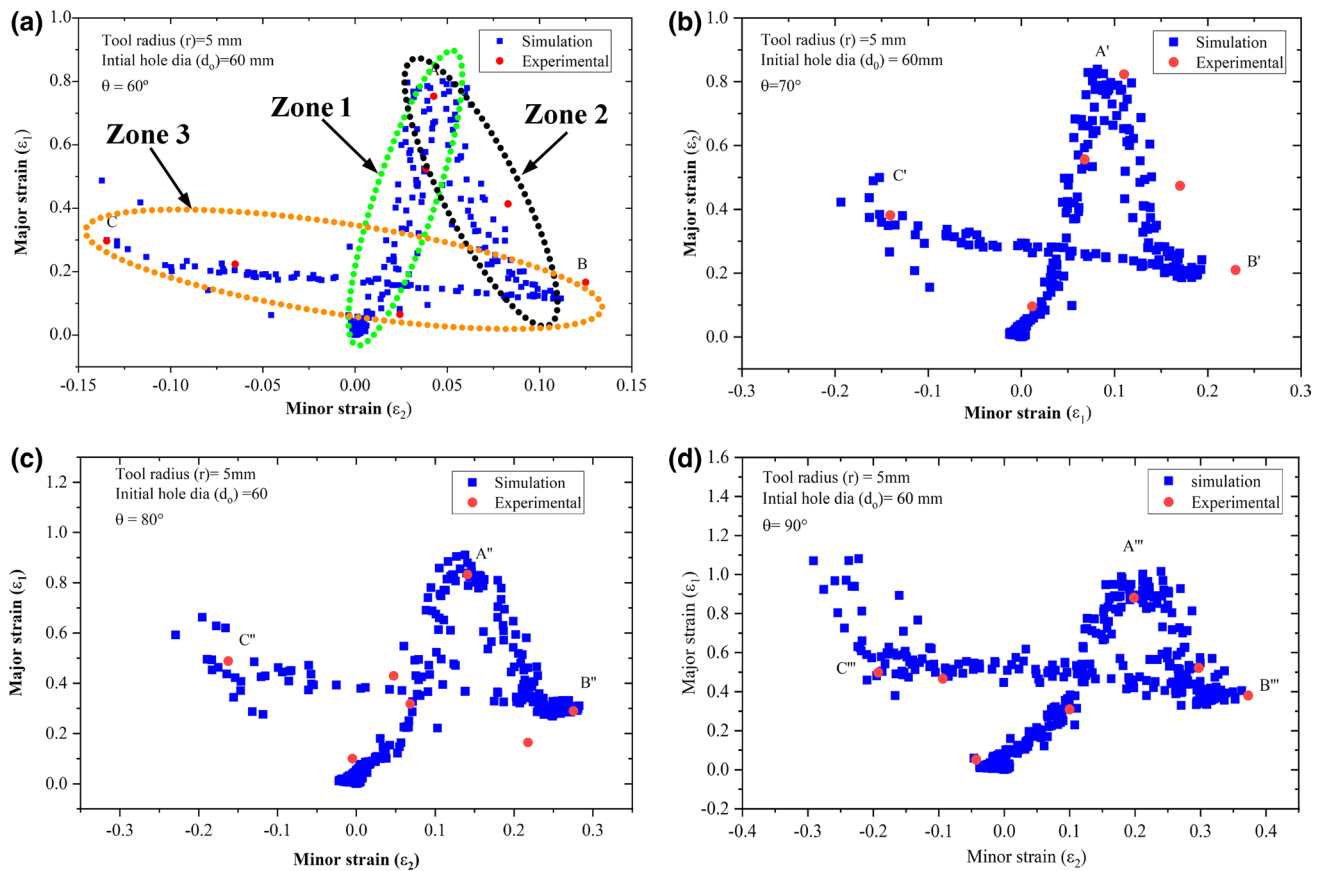 (a)
Tool radius (r)=5 mm
Intial hole dia (dₒ)=60 mm
θ = 60º
Simulation
Experimental
Zone 1
Zone 2
Zone 3
C
B
1.0
0.8
0.6
0.4
0.2
0.0
-0.15
-0.10
-0.05
0.00
0.05
0.10
0.15
Major strain (ε₁)
Minor strain (ε₂)
(b)
Tool radius (r) =5 mm
Initial hole dia (d₀) = 60mm
θ=70°
Simulation
Experimental
A'
B'
C'
1.0
0.8
0.6
0.4
0.2
0.0
-0.3
-0.2
-0.1
0.0
0.1
0.2
0.3
Major strain (ε₂)
Minor strain (ε₁)
(c)
Tool radius (r)= 5mm
Initial hole dia (dₒ) =60
θ = 80°
Simulation
Experimental
A"
B"
C"
1.2
1.0
0.8
0.6
0.4
0.2
0.0
-0.3
-0.2
-0.1
0.0
0.1
0.2
0.3
Major strain (ε₁)
Minor strain (ε₂)
(d)
Tool radius (r) = 5mm
Intial hole dia (dₒ)= 60 mm
θ= 90°
simulation
Experimental
A'''
B'''
C'''
1.6
1.4
1.2
1.0
0.8
0.6
0.4
0.2
0.0
-0.2
-0.4
-0.3
-0.2
-0.1
0.0
0.1
0.2
0.3
0.4
Major strain (ε₁)
Minor strain (ε₂)